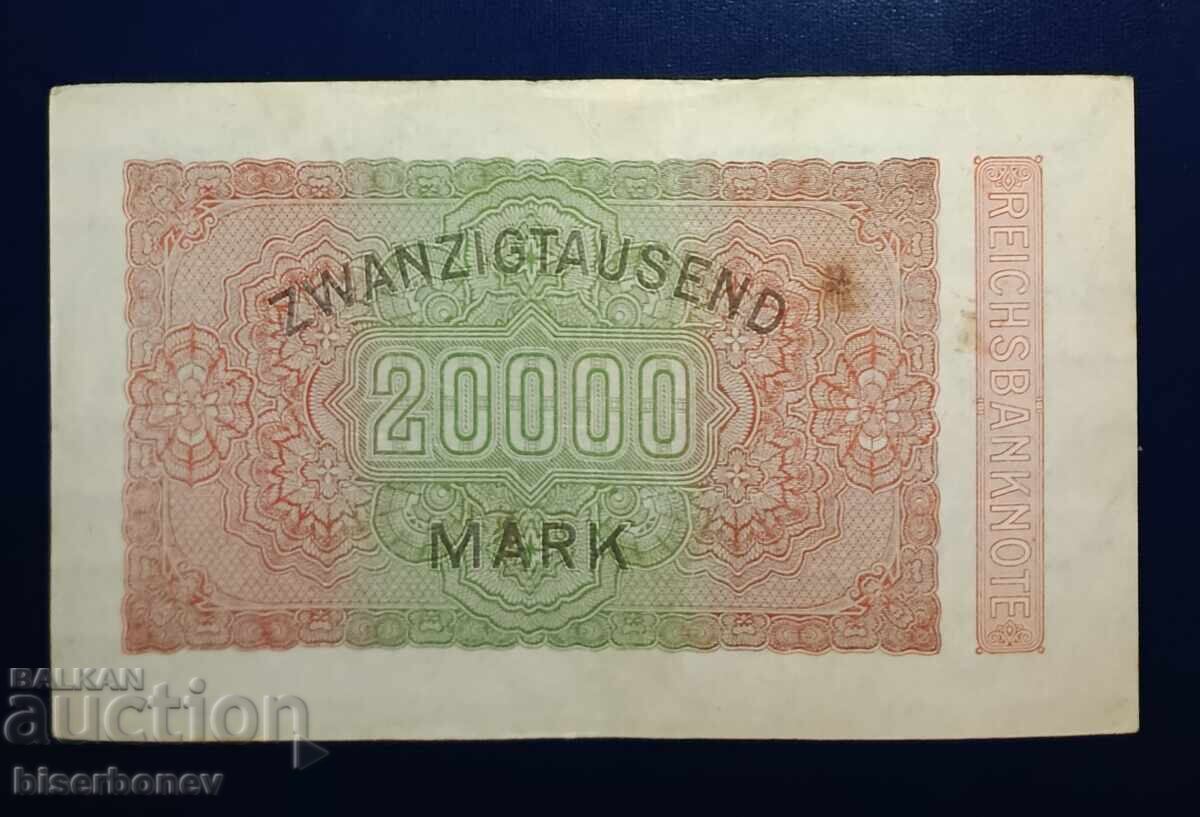 ZWANZIGTAUSEND
20000
MARK
REICHSBANKNOTE
BALKAN
auction
biserbonev